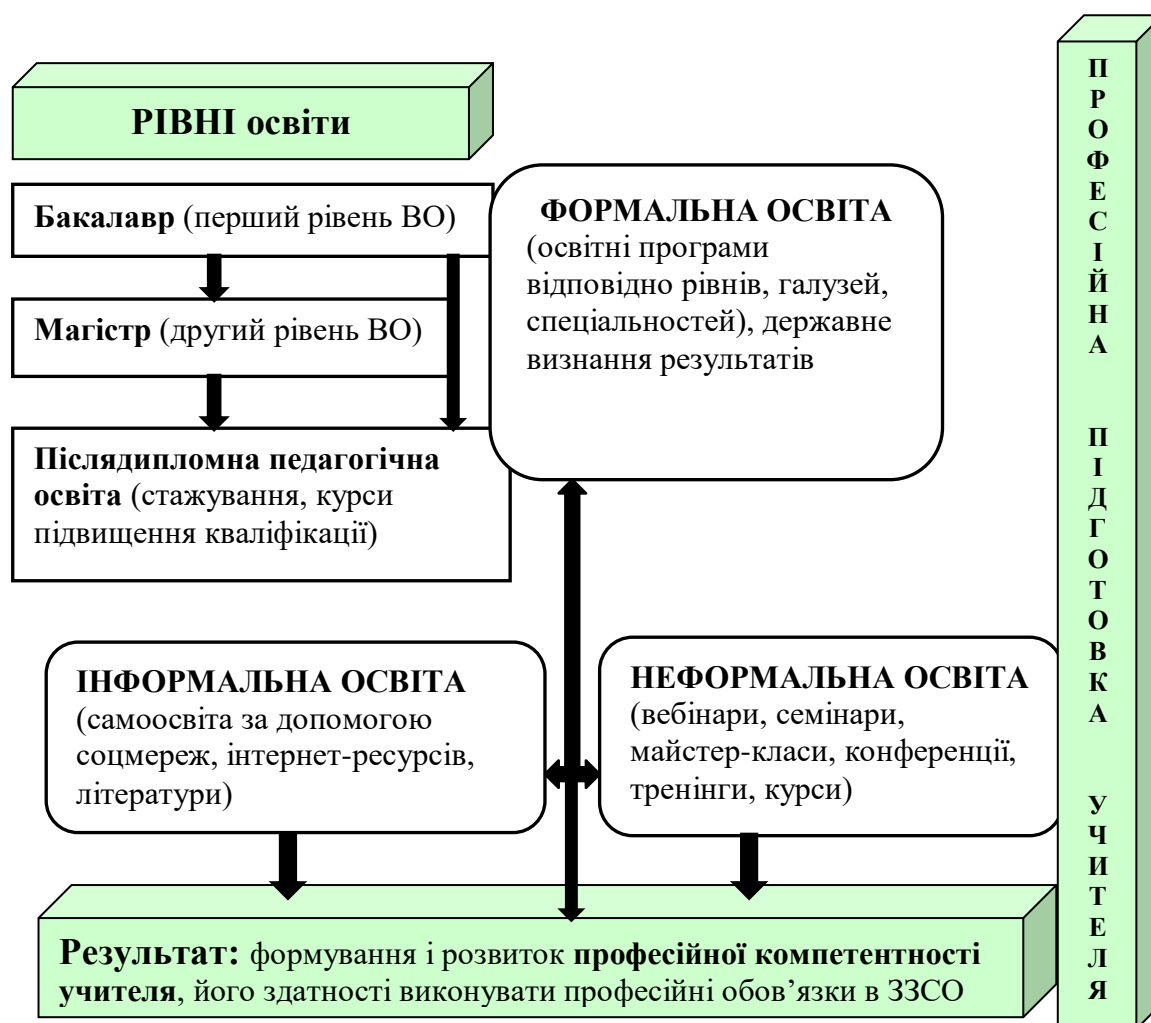 РІВНІ освіти
Бакалавр (перший рівень ВО)
Магістр (другий рівень ВО)
Післядипломна педагогічна
освіта (стажування, курси
підвищення кваліфікації)
ФОРМАЛЬНА ОСВІТА
(освітні програми
відповідно рівнів, галузей,
спеціальностей), державне
визнання результатів
ІНФОРМАЛЬНА ОСВІТА
(самоосвіта за допомогою
соцмереж, інтернет-ресурсів,
літератури)
НЕФОРМАЛЬНА ОСВІТА
(вебінари, семінари,
майстер-класи, конференції,
тренінги, курси)
Результат: формування і розвиток професійної компетентності
учителя, його здатності виконувати професійні обов’язки в ЗЗСО
ПРОФЕСІЙНА ПІДГОТОВКА УЧИТЕЛЯ